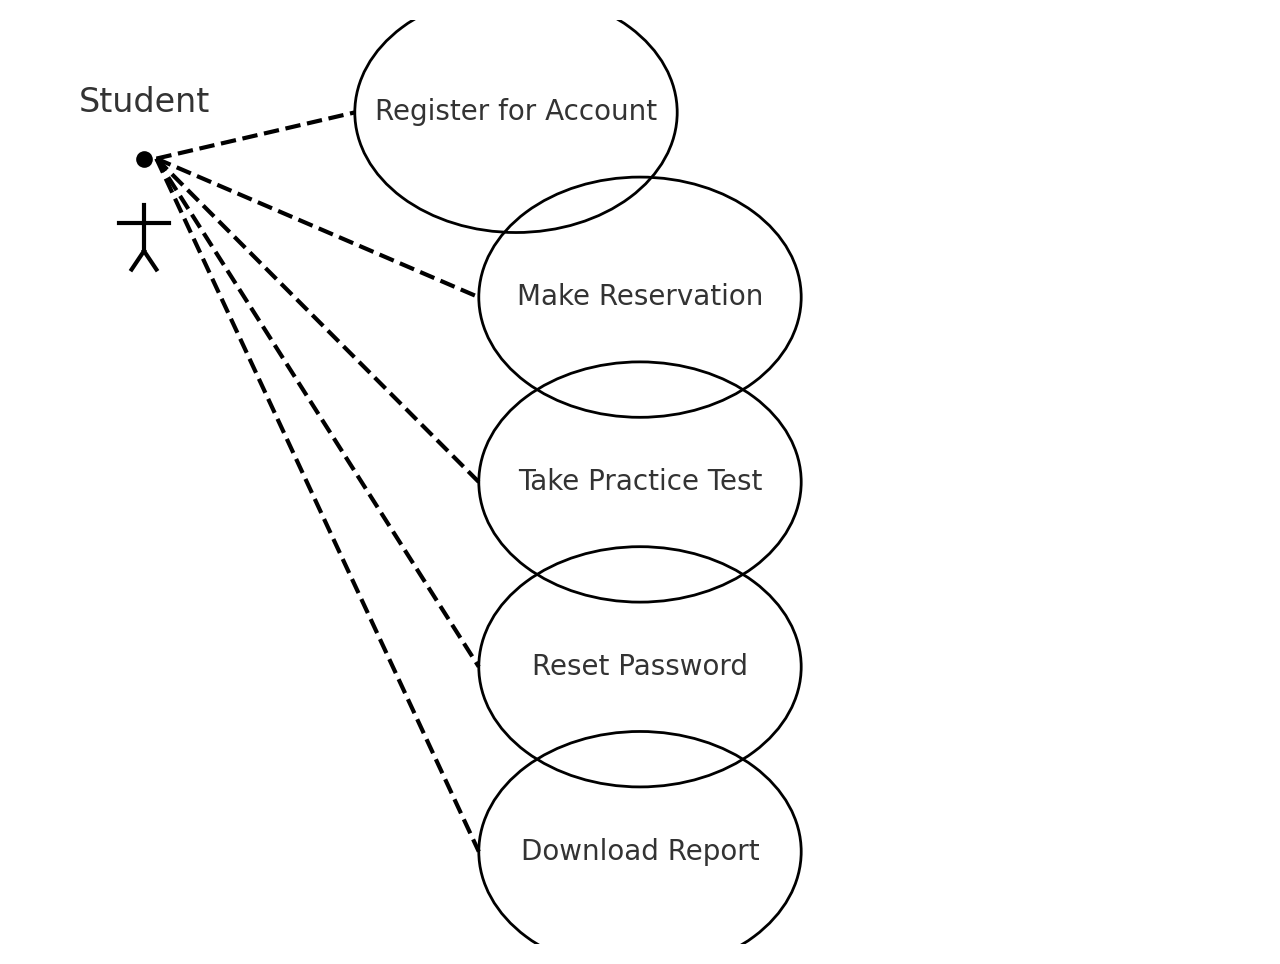 Student
Register for Account
Make Reservation
Take Practice Test
Reset Password
Download Report